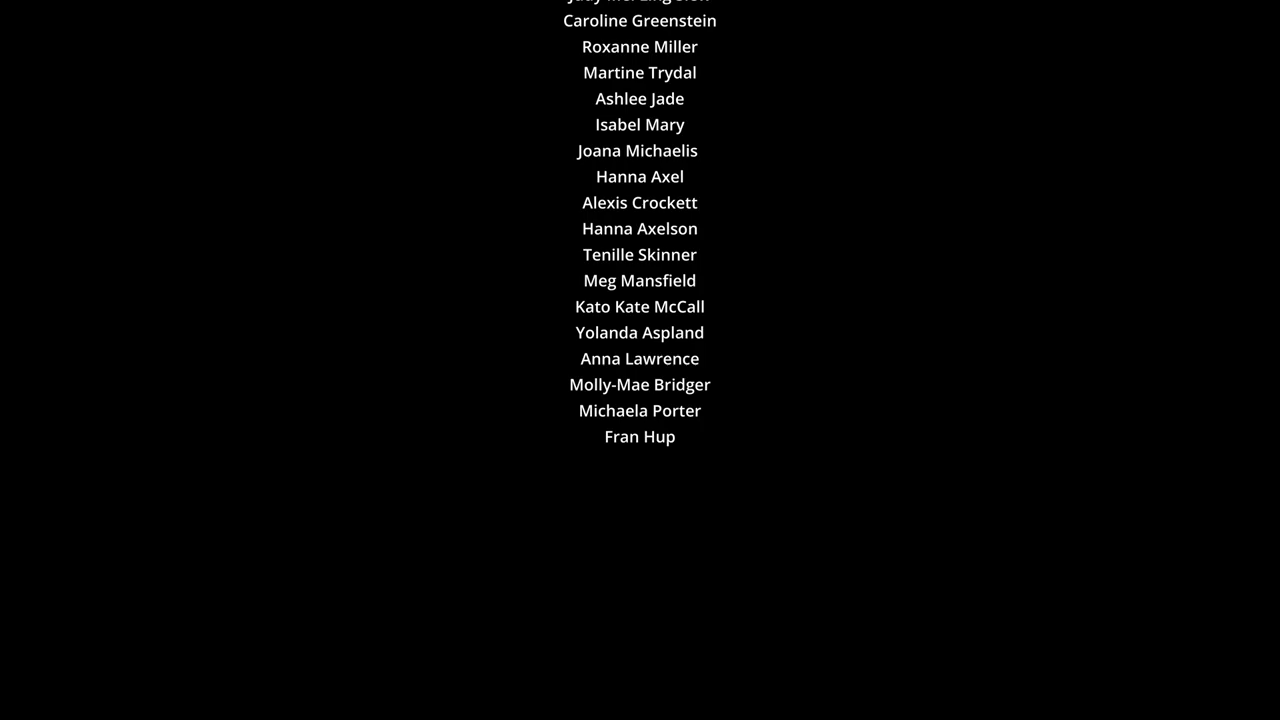 Caroline Greenstein
Roxanne Miller
Martine Trydal
Ashlee Jade
Isabel Mary
Joana Michaelis
Hanna Axel
Alexis Crockett
Hanna Axelson
Tenille Skinner
Meg Mansfield
Kato Kate McCall
Yolanda Aspland
Anna Lawrence
Molly-Mae Bridger
Michaela Porter
Fran Hup